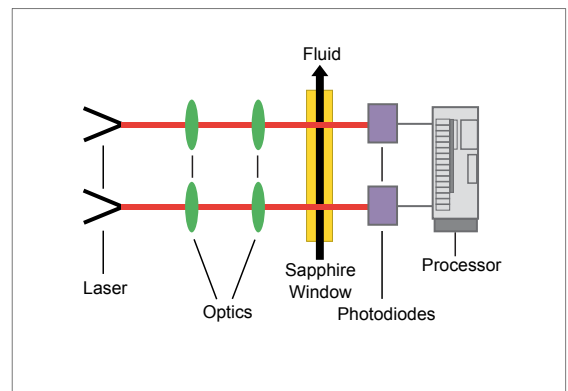 Fluid
Sapphire
Window
Processor
Laser
Optics
Photodiodes